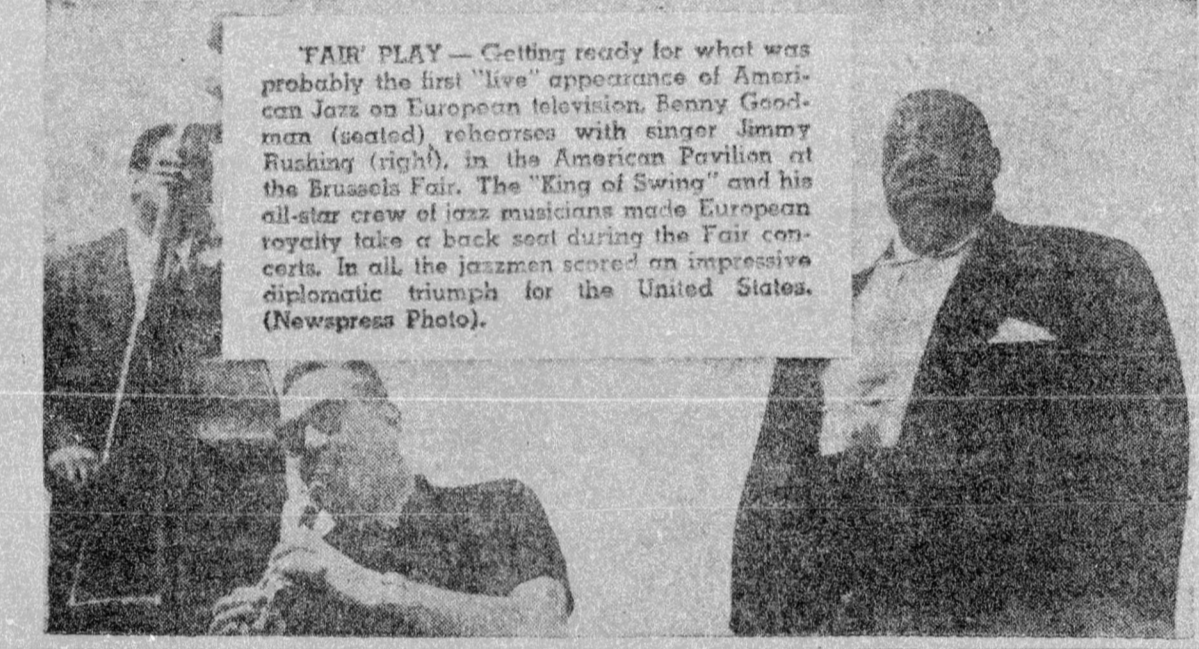 'FAIR' PLAY — Getting ready for what was
probably the first "live" appearance of Ameri-
can Jazz on European television, Benny Good-
man (seated), rehearses with singer Jimmy
Rushing (right), in the American Pavilion at
the Brussels Fair. The "King of Swing" and his
all-star crew of jazz musicians made European
royalty take a back seat during the Fair con-
certs. In all, the jazzmen scored an impressive
diplomatic triumph for the United States.
(Newspress Photo).